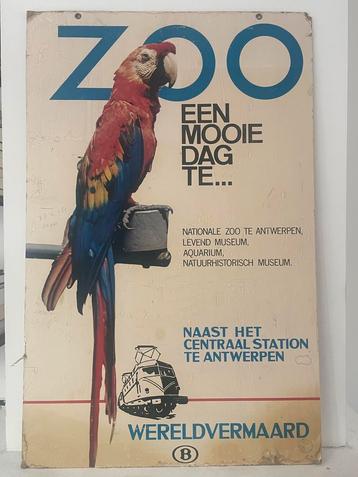 ZOO
EEN
MOOIE
DAG
TE...
NATIONALE ZOO TE ANTWERPEN,
LEVEND MUSEUM,
AQUARIUM,
NATUURHISTORISCH MUSEUM.
NAAST HET
CENTRAAL STATION
TE ANTWERPEN
WERELDVERMAARD
B